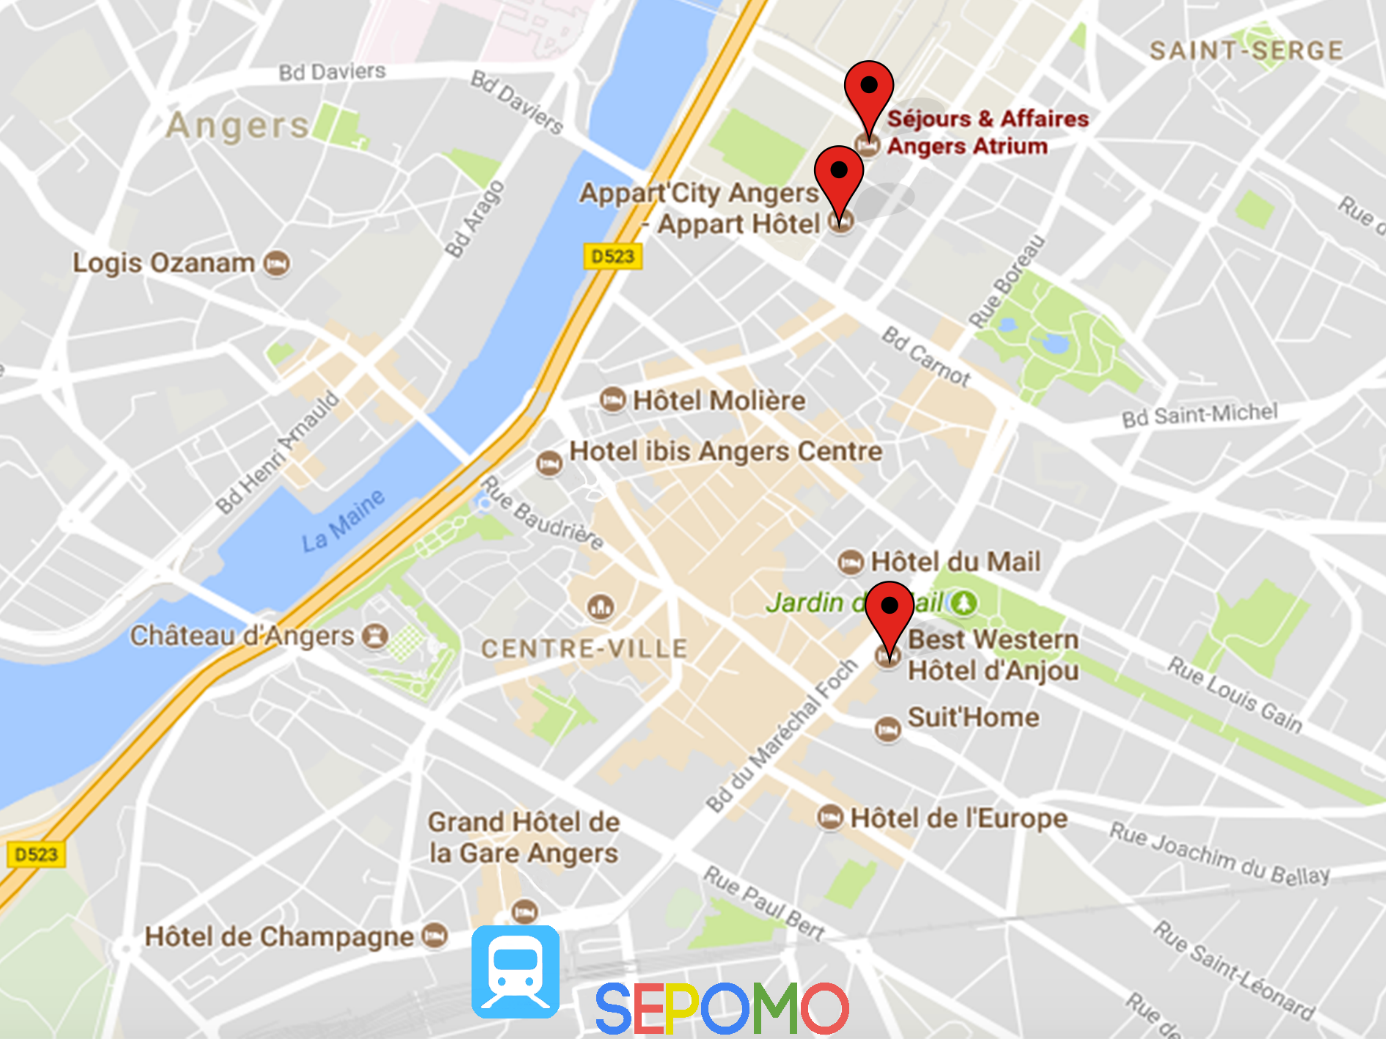 SAINT-SERGE
Bd Daviers
Bd Daviers
Angers
Séjours & Affaires
Angers Atrium
Appart'City Angers
- Appart Hôtel
Bd Arago
Logis Ozanam
D523
Rue Boreau
Bd Carnot
Hôtel Molière
Bd Saint-Michel
Hotel ibis Angers Centre
Bd Henri Arnauld
La Maine
Rue Baudrière
Hôtel du Mail
Jardin d ail
Château d'Angers
CENTRE-VILLE
Best Western
Hôtel d'Anjou
Rue Louis Gain
Suit'Home
Bd du Maréchal Foch
Grand Hôtel de
la Gare Angers
Hôtel de l'Europe
D523
Rue Joachim du Bellay
Rue Paul Bert
Hôtel de Champagne
Rue Saint-Léonard
Rue de
SEPOMO